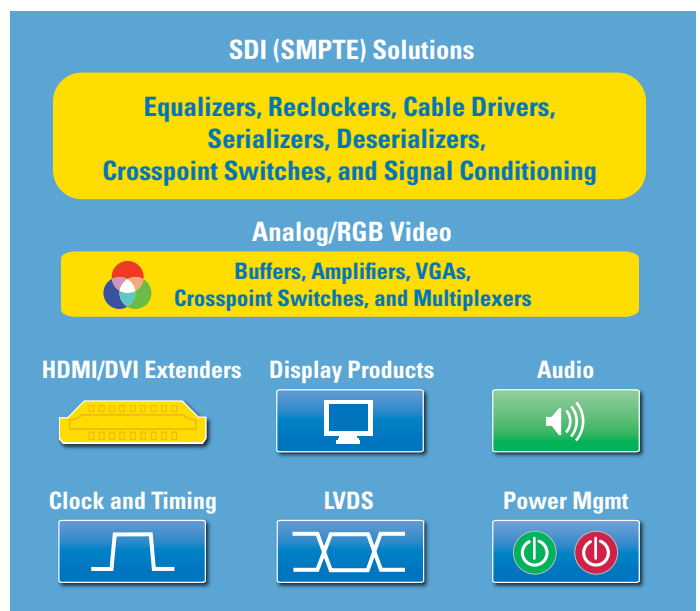 SDI (SMPTE) Solutions
Equalizers, Reclockers, Cable Drivers,
Serializers, Deserializers,
Crosspoint Switches, and Signal Conditioning
Analog/RGB Video
Buffers, Amplifiers, VGAs,
Crosspoint Switches, and Multiplexers
HDMI/DVI Extenders
Display Products
Audio
Clock and Timing
LVDS
Power Mgmt